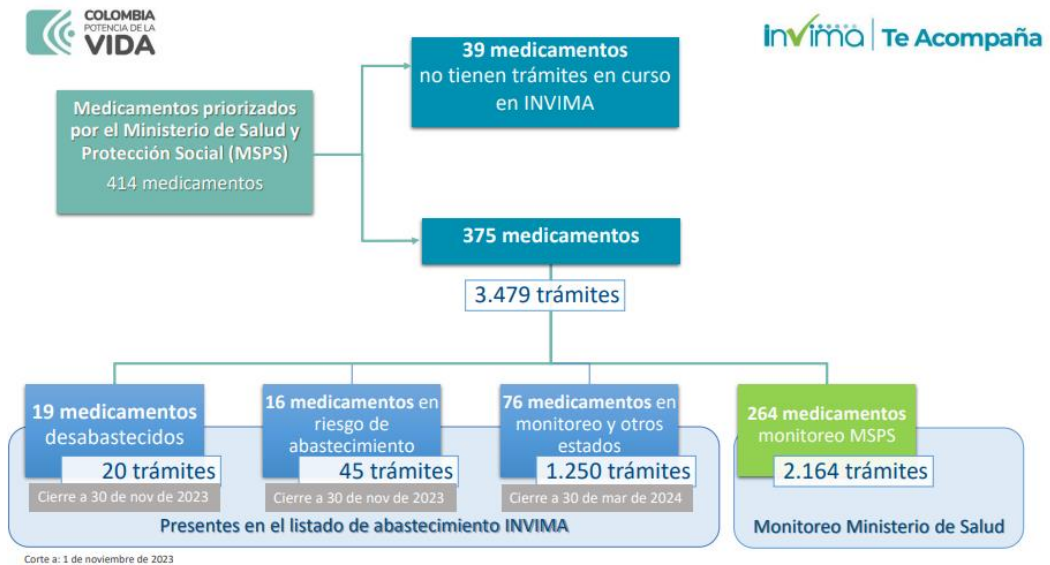 COLOMBIA
POTENCIA DE LA
VIDA
invima | Te Acompaña
39 medicamentos
no tienen trámites en curso
en INVIMA
Medicamentos priorizados
por el Ministerio de Salud y
Protección Social (MSPS)
414 medicamentos
375 medicamentos
3.479 trámites
19 medicamentos
desabastecidos
20 trámites
Cierre a 30 de nov de 2023
16 medicamentos en
riesgo de
abastecimiento
45 trámites
Cierre a 30 de nov de 2023
76 medicamentos en
monitoreo y otros
estados
1.250 trámites
Cierre a 30 de mar de 2024
264 medicamentos
monitoreo MSPS
2.164 trámites
Presentes en el listado de abastecimiento INVIMA
Monitoreo Ministerio de Salud
Corte a: 1 de noviembre de 2023